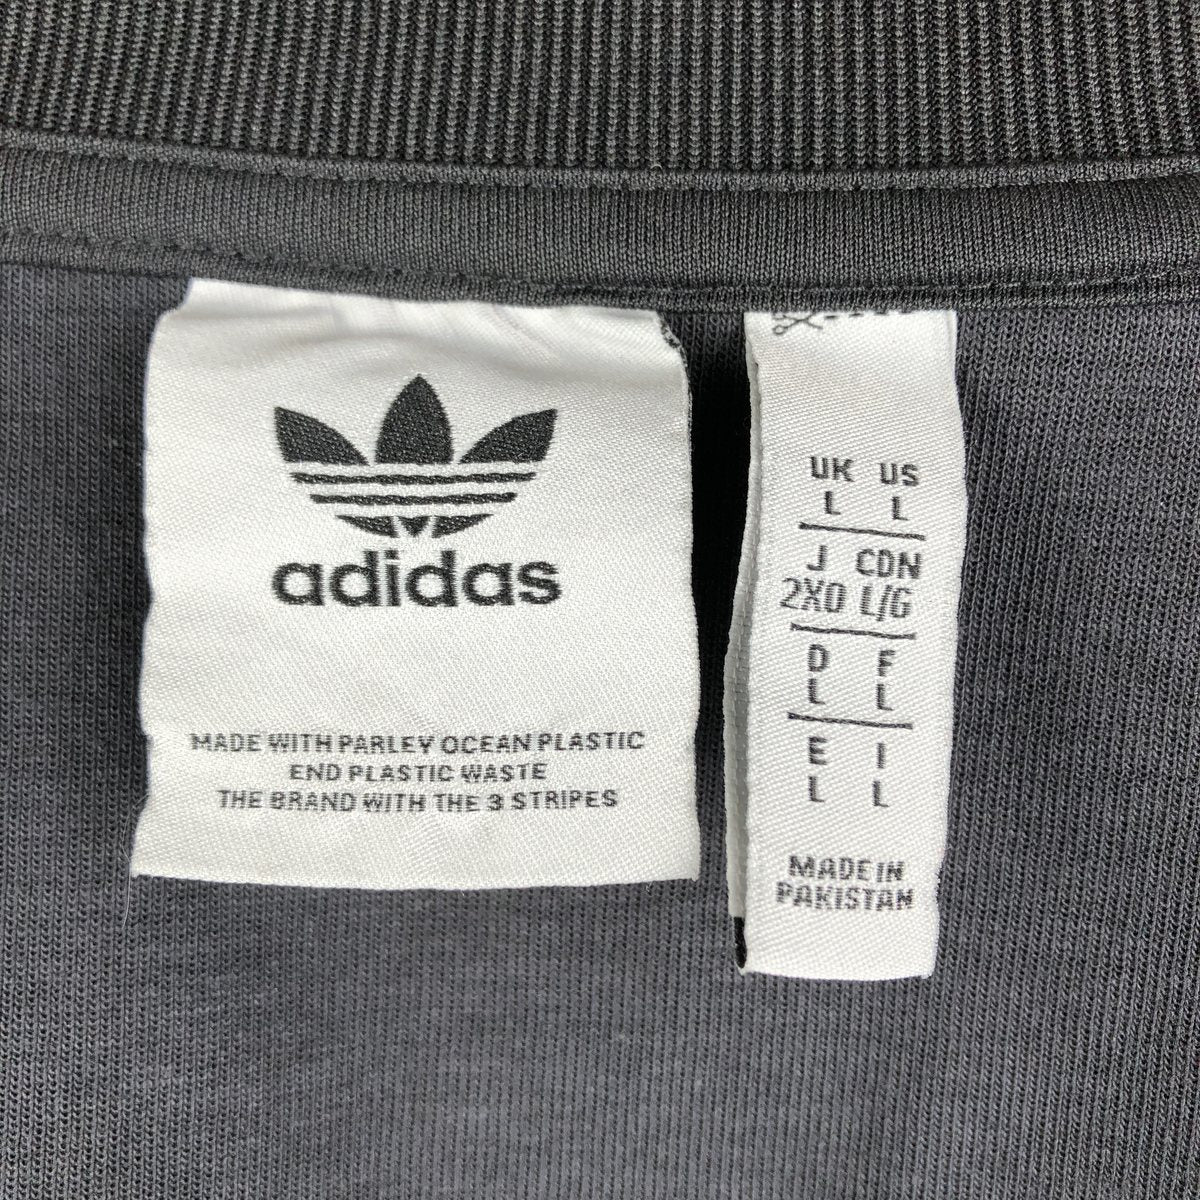 adidas
MADE WITH PARLEY OCEAN PLASTIC
END PLASTIC WASTE
THE BRAND WITH THE 3 STRIPES
UK US
L L
J CDN
2XO L/G
D F
L L
E I
L L
MADE IN
PAKISTAN